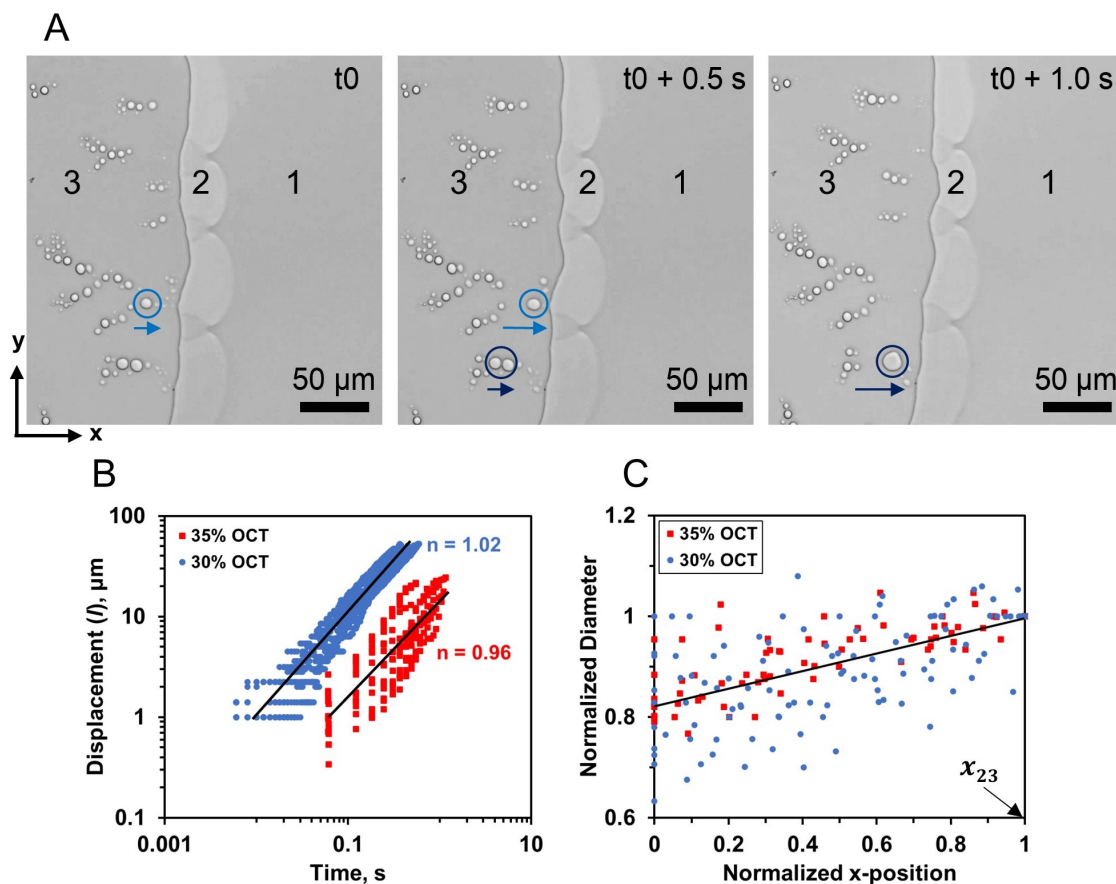 A
t0
t0 + 0.5 s
t0 + 1.0 s
3
2
1
3
2
1
3
2
1
50 µm
50 µm
50 µm
y
x
B
C
100
10
1
0.1
0.001
0.1
10
Displacement (l), µm
Time, s
35% OCT
30% OCT
n = 1.02
n = 0.96
1.2
1
0.8
0.6
0
0.2
0.4
0.6
0.8
1
Normalized Diameter
Normalized x-position
35% OCT
30% OCT
x₂₃